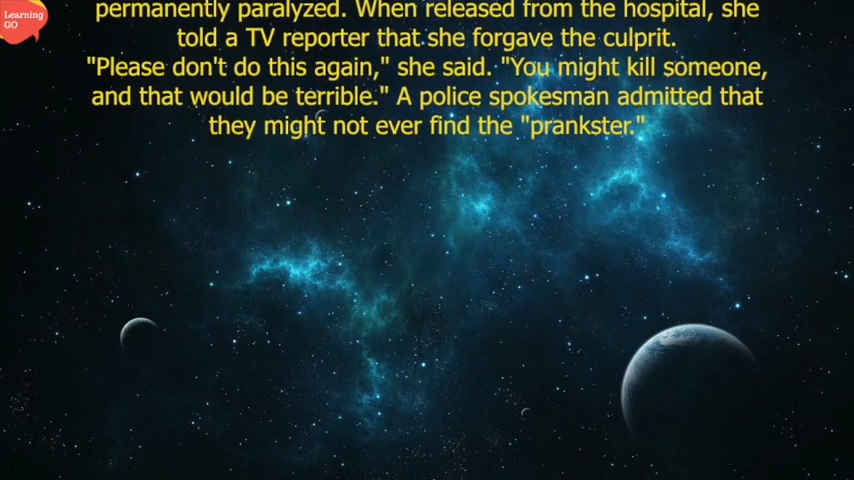 Learning
GO
permanently paralyzed. When released from the hospital, she
told a TV reporter that she forgave the culprit.
"Please don't do this again," she said. "You might kill someone,
and that would be terrible." A police spokesman admitted that
they might not ever find the "prankster."